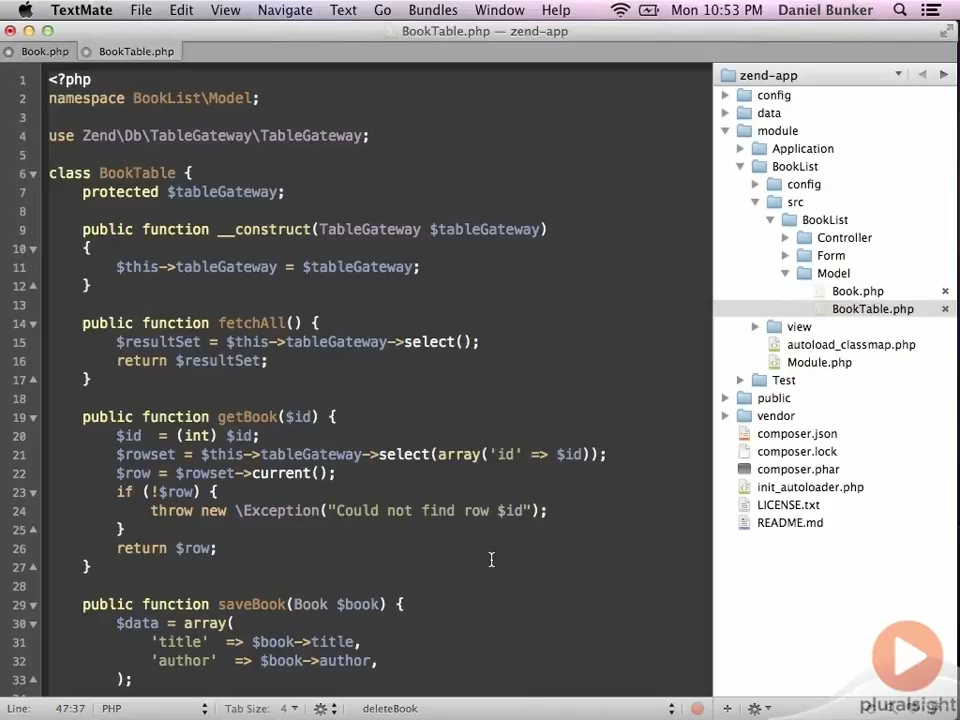 TextMate File Edit View Navigate Text Go Bundles Window Help Mon 10:53 PM Daniel Bunker
BookTable.php — zend-app
Book.php BookTable.php
1 <?php
2 namespace BookList\Model;
3
4 use Zend\Db\TableGateway\TableGateway;
5
6 class BookTable {
7 protected $tableGateway;
8
9 public function __construct(TableGateway $tableGateway)
10 {
11 $this->tableGateway = $tableGateway;
12 }
13
14 public function fetchAll() {
15 $resultSet = $this->tableGateway->select();
16 return $resultSet;
17 }
18
19 public function getBook($id) {
20 $id  = (int) $id;
21 $rowset = $this->tableGateway->select(array('id' => $id));
22 $row = $rowset->current();
23 if (!$row) {
24 throw new \Exception("Could not find row $id");
25 }
26 return $row;
27 }
28
29 public function saveBook(Book $book) {
30 $data = array(
31 'title'  => $book->title,
32 'author'  => $book->author,
33 );
zend-app
config
data
module
Application
BookList
config
src
BookList
Controller
Form
Model
Book.php
BookTable.php
view
autoload_classmap.php
Module.php
Test
public
vendor
composer.json
composer.lock
composer.phar
init_autoloader.php
LICENSE.txt
README.md
Line: 47:37 PHP Tab Size: 4 deleteBook
pluralsight